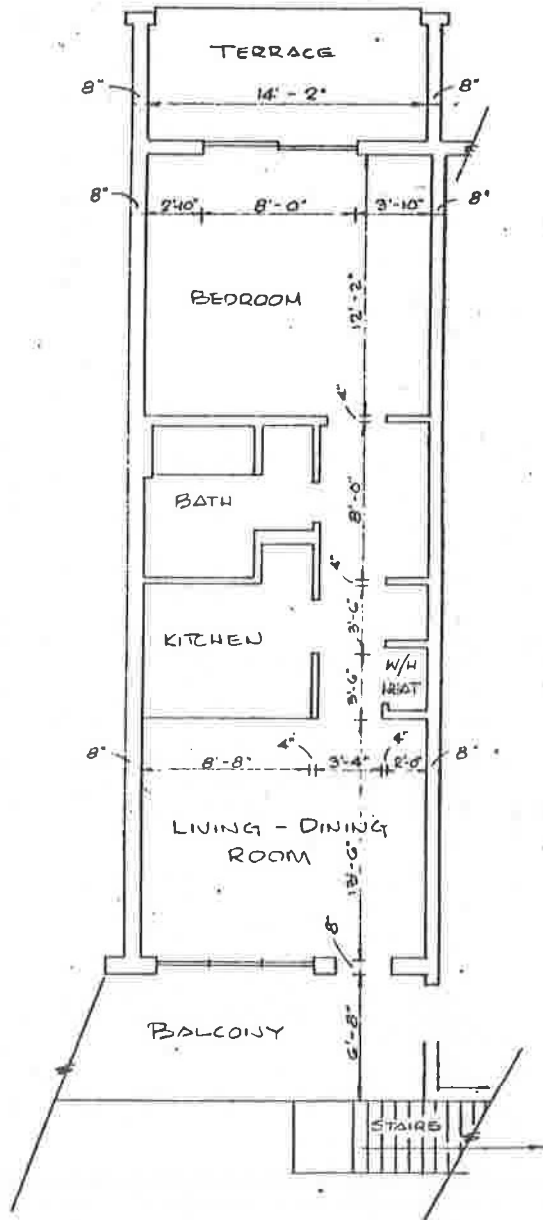 TERRACE
8"
14'-2"
8"
8"
2'-10"
8'-0"
3'-10"
8"
BEDROOM
12'-2"
4"
8'-0"
BATH
4"
3'-6"
KITCHEN
W/H
HEAT
3'-6"
8"
8'-8"
4"
3'-4"
4"
2'-0"
8"
LIVING - DINING
ROOM
8"
6'-8"
BALCONY
STAIRS